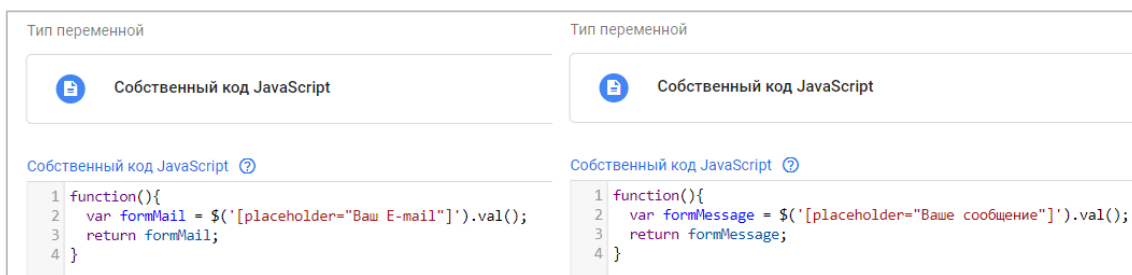 Тип переменной
Собственный код JavaScript
Собственный код JavaScript ?
1 function(){
2 var formMail = $('[placeholder="Ваш E-mail"]').val();
3 return formMail;
4 }
Тип переменной
Собственный код JavaScript
Собственный код JavaScript ?
1 function(){
2 var formMessage = $('[placeholder="Ваше сообщение"]').val();
3 return formMessage;
4 }